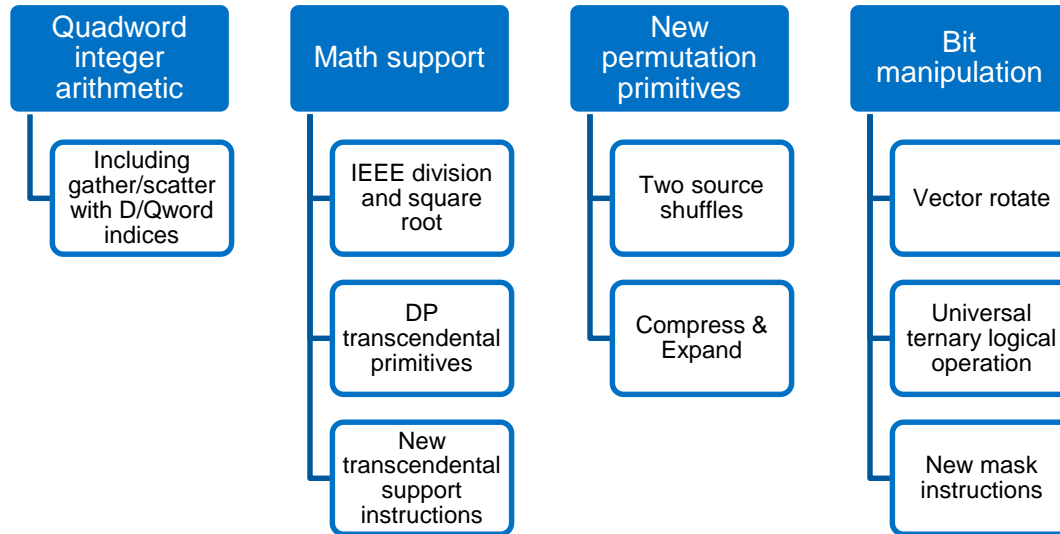 Quadword
integer
arithmetic
Including
gather/scatter
with D/Qword
indices
Math support
IEEE division
and square
root
DP
transcendental
primitives
New
transcendental
support
instructions
New
permutation
primitives
Two source
shuffles
Compress &
Expand
Bit
manipulation
Vector rotate
Universal
ternary logical
operation
New mask
instructions